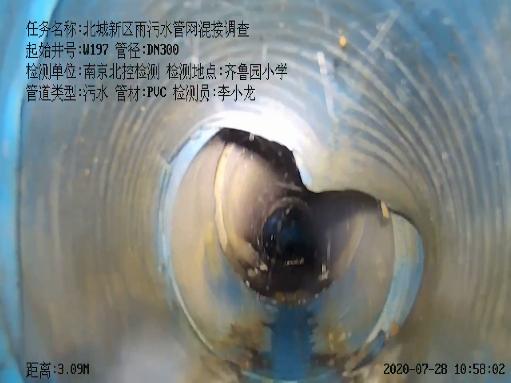 任务名称:北城新区雨污水管网混接调查
起始井号:W197 管径:DN300
检测单位:南京北控检测 检测地点:齐鲁园小学
管道类型:污水 管材:PVC 检测员:李小龙
距离:3.09M
2020-07-28 10:58:02